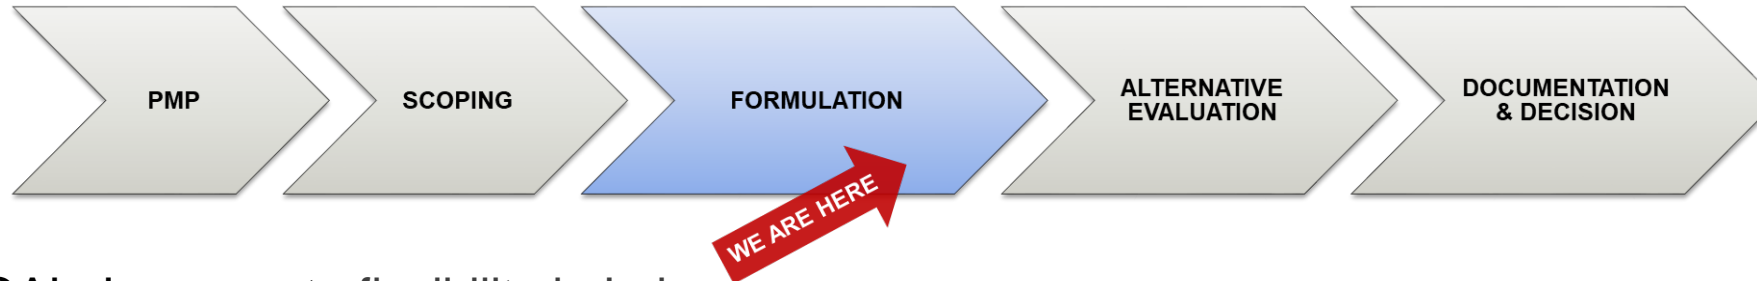 PMP
SCOPING
FORMULATION
ALTERNATIVE
EVALUATION
DOCUMENTATION
& DECISION
WE ARE HERE